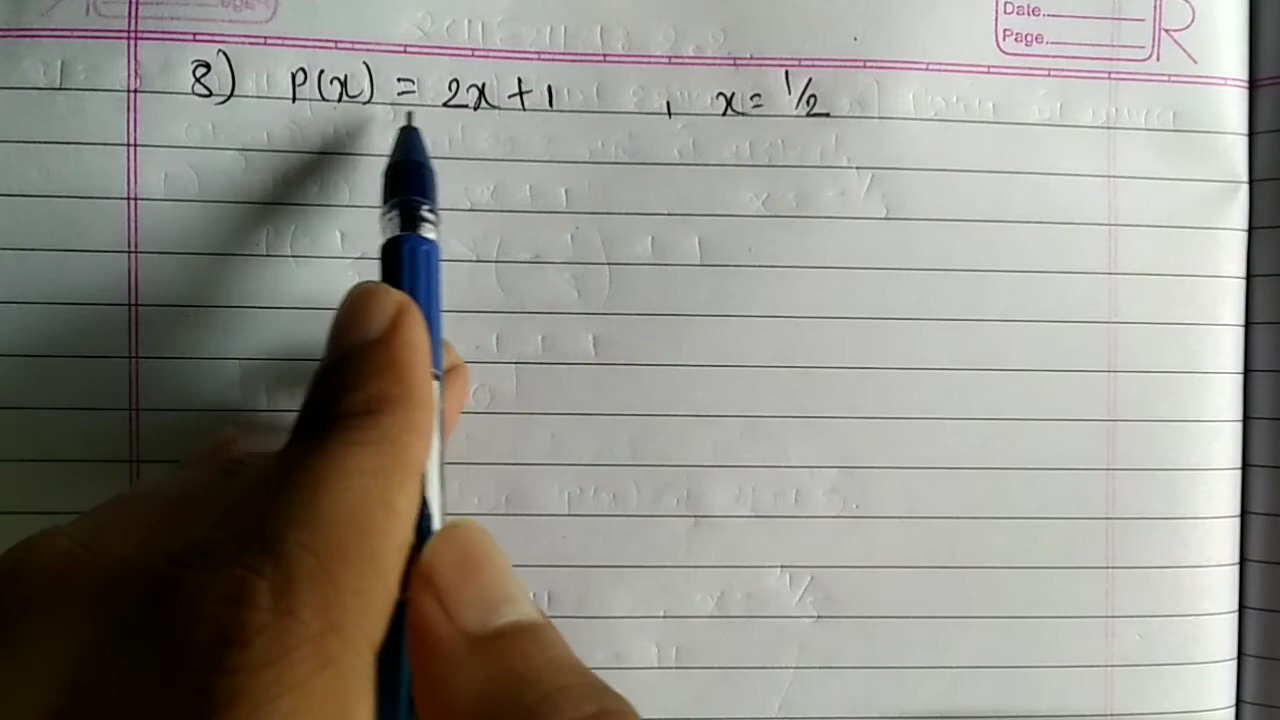 Date.
Page.
R
8) P(x) = 2x + 1 , x = 1/2